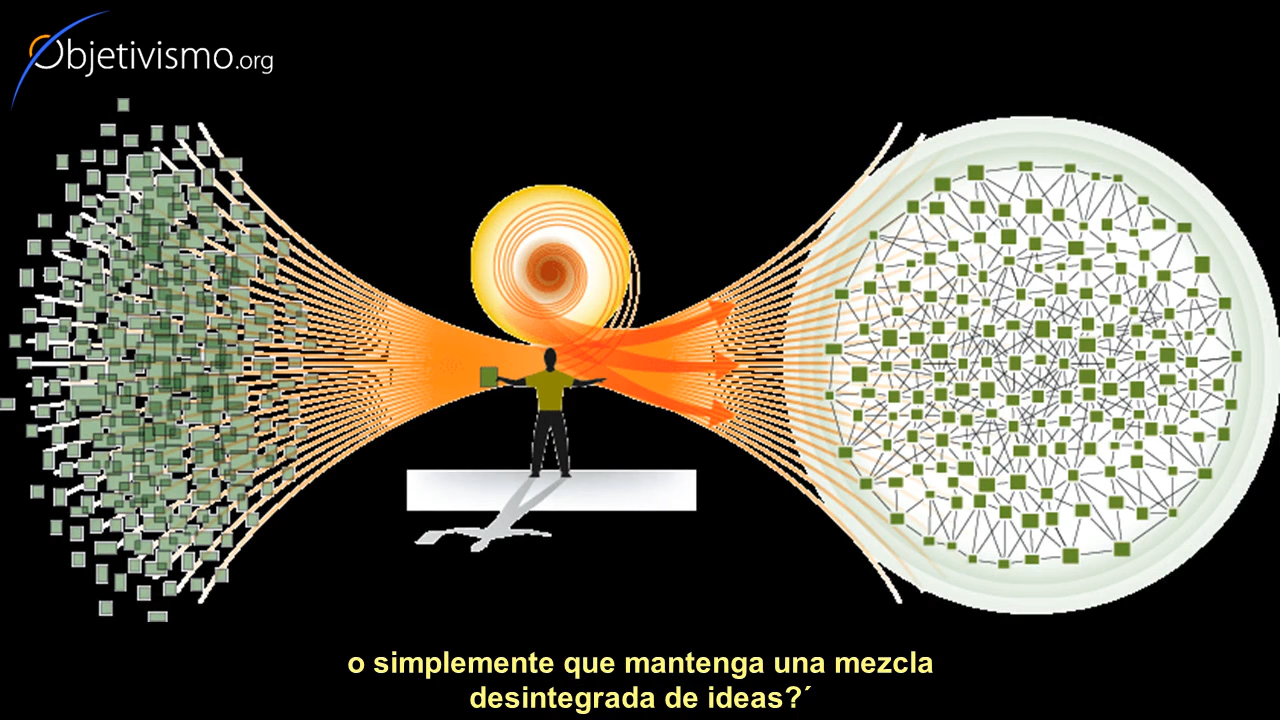 Objetivismo.org
o simplemente que mantenga una mezcla
desintegrada de ideas?´